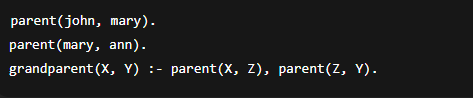 parent(john, mary).
parent(mary, ann).
grandparent(X, Y) :- parent(X, Z), parent(Z, Y).